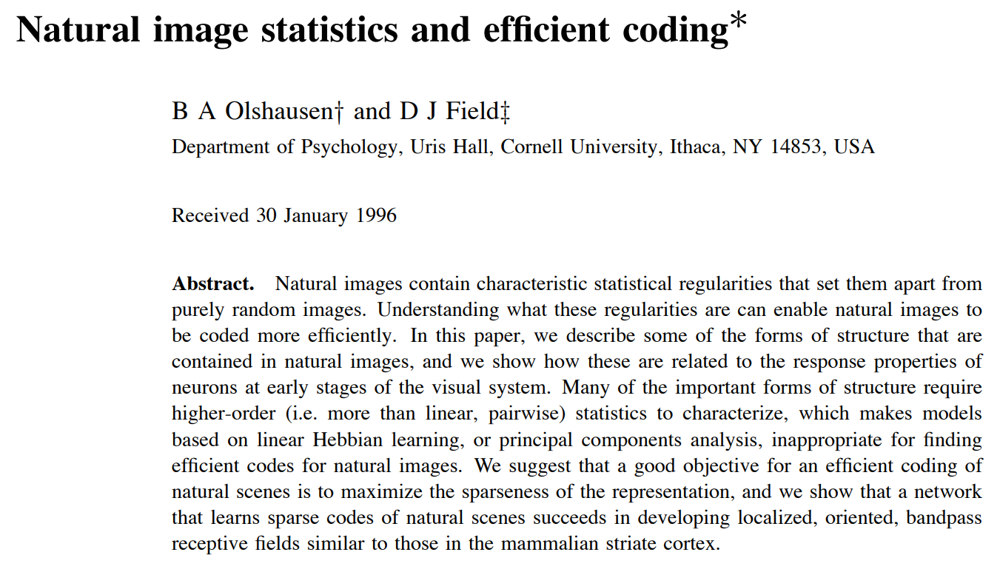 Natural image statistics and efficient coding*
B A Olshausen† and D J Field‡
Department of Psychology, Uris Hall, Cornell University, Ithaca, NY 14853, USA
Received 30 January 1996
Abstract. Natural images contain characteristic statistical regularities that set them apart from
purely random images. Understanding what these regularities are can enable natural images to
be coded more efficiently. In this paper, we describe some of the forms of structure that are
contained in natural images, and we show how these are related to the response properties of
neurons at early stages of the visual system. Many of the important forms of structure require
higher-order (i.e. more than linear, pairwise) statistics to characterize, which makes models
based on linear Hebbian learning, or principal components analysis, inappropriate for finding
efficient codes for natural images. We suggest that a good objective for an efficient coding of
natural scenes is to maximize the sparseness of the representation, and we show that a network
that learns sparse codes of natural scenes succeeds in developing localized, oriented, bandpass
receptive fields similar to those in the mammalian striate cortex.